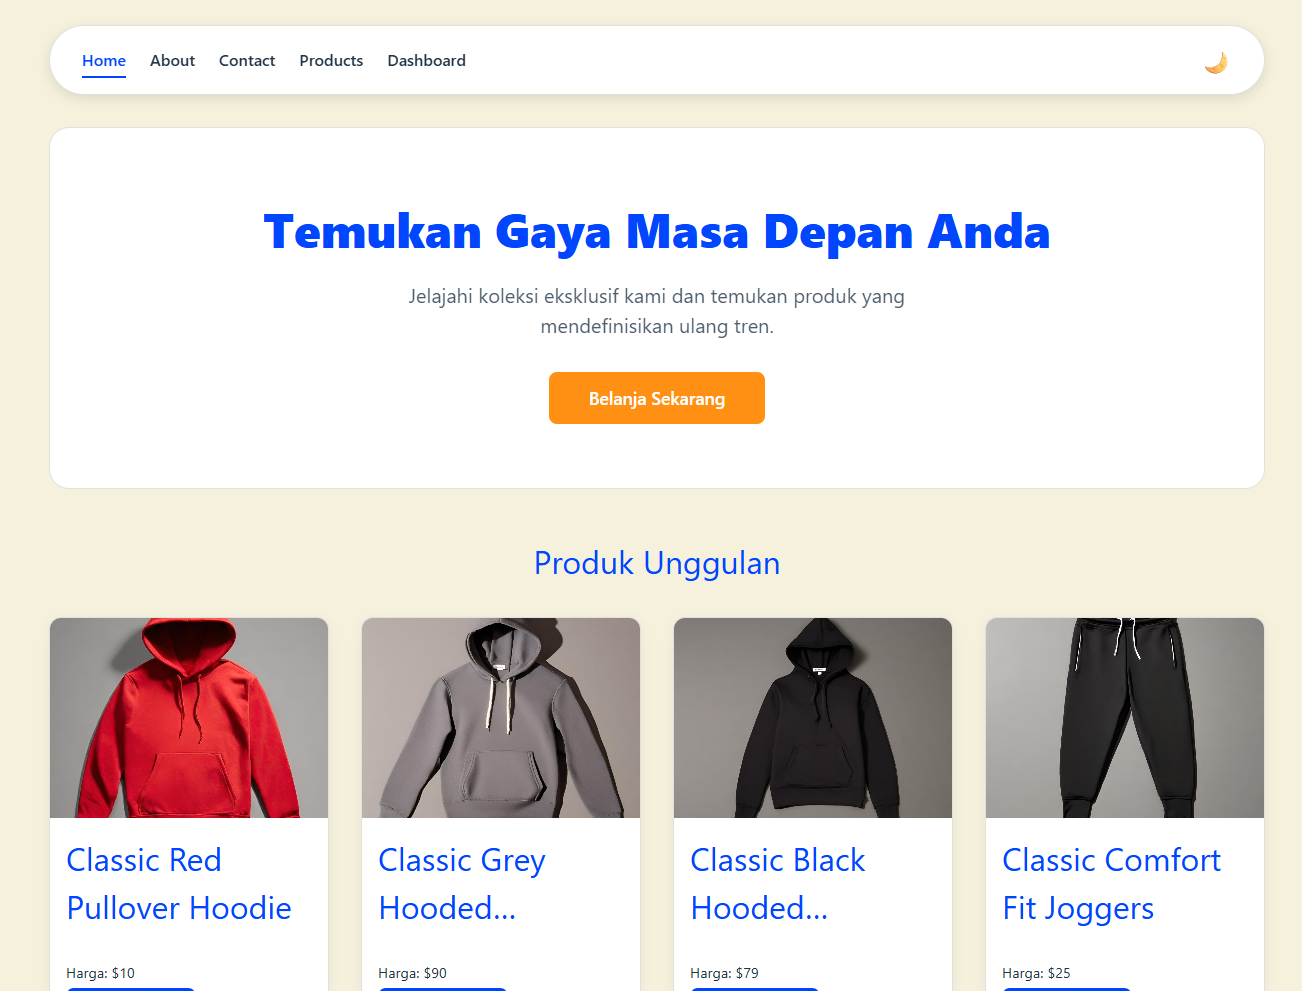 Home About Contact Products Dashboard
Temukan Gaya Masa Depan Anda
Jelajahi koleksi eksklusif kami dan temukan produk yang
mendefinisikan ulang tren.
Belanja Sekarang
Produk Unggulan
Classic Red
Pullover Hoodie
Harga: $10
Classic Grey
Hooded...
Harga: $90
Classic Black
Hooded...
Harga: $79
Classic Comfort
Fit Joggers
Harga: $25